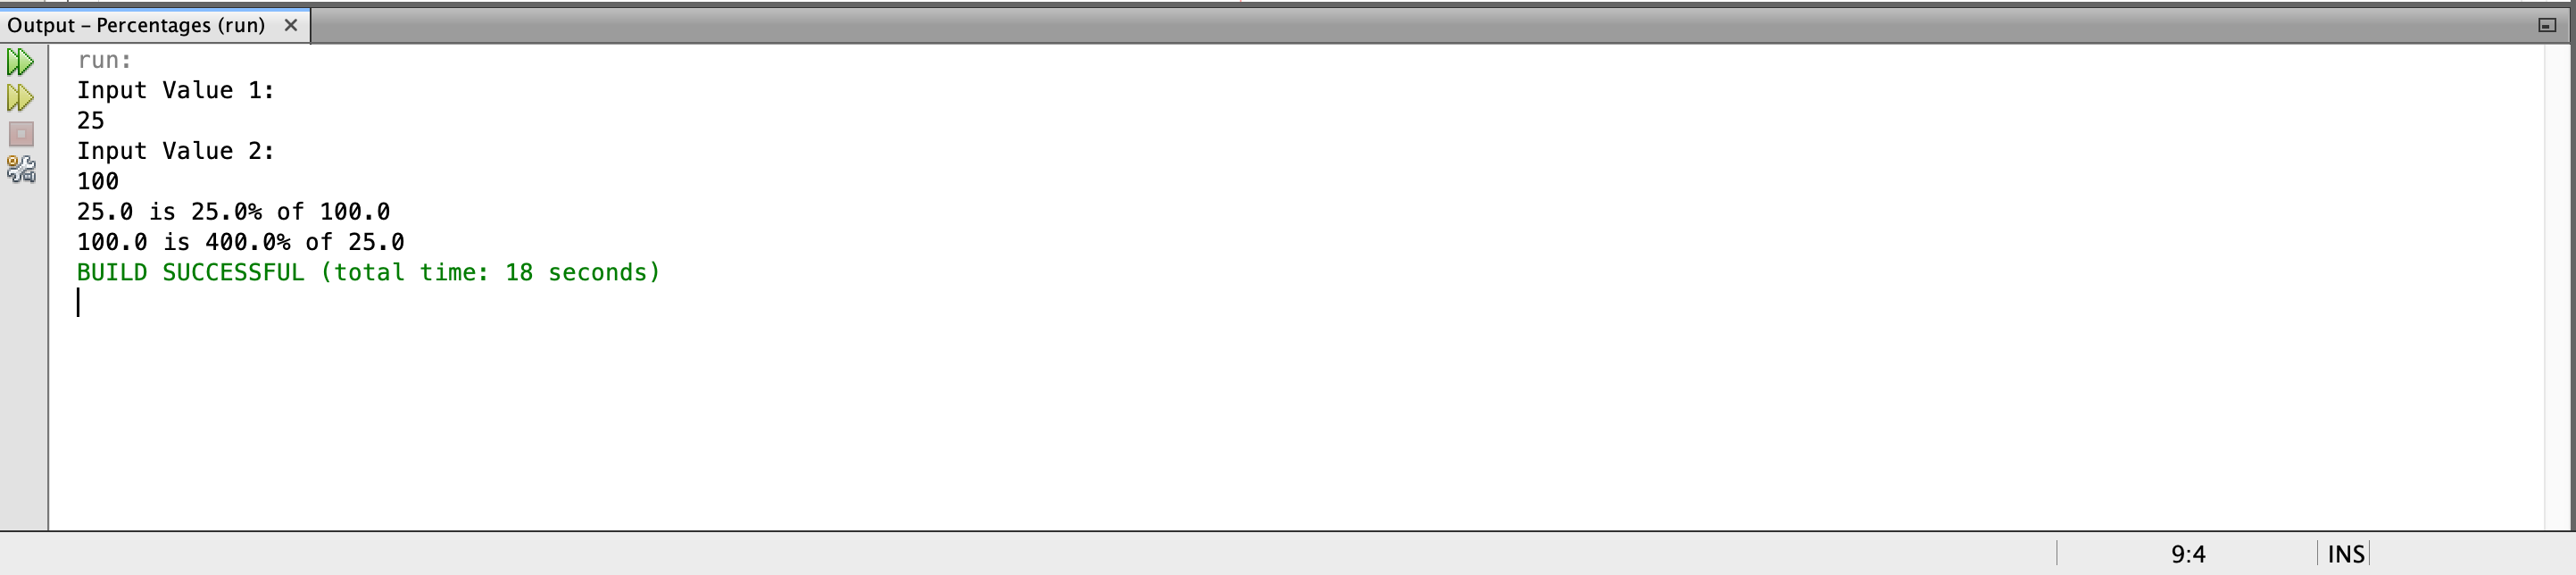 Output – Percentages (run)
run:
Input Value 1:
25
Input Value 2:
100
25.0 is 25.0% of 100.0
100.0 is 400.0% of 25.0
BUILD SUCCESSFUL (total time: 18 seconds)
9:4 INS